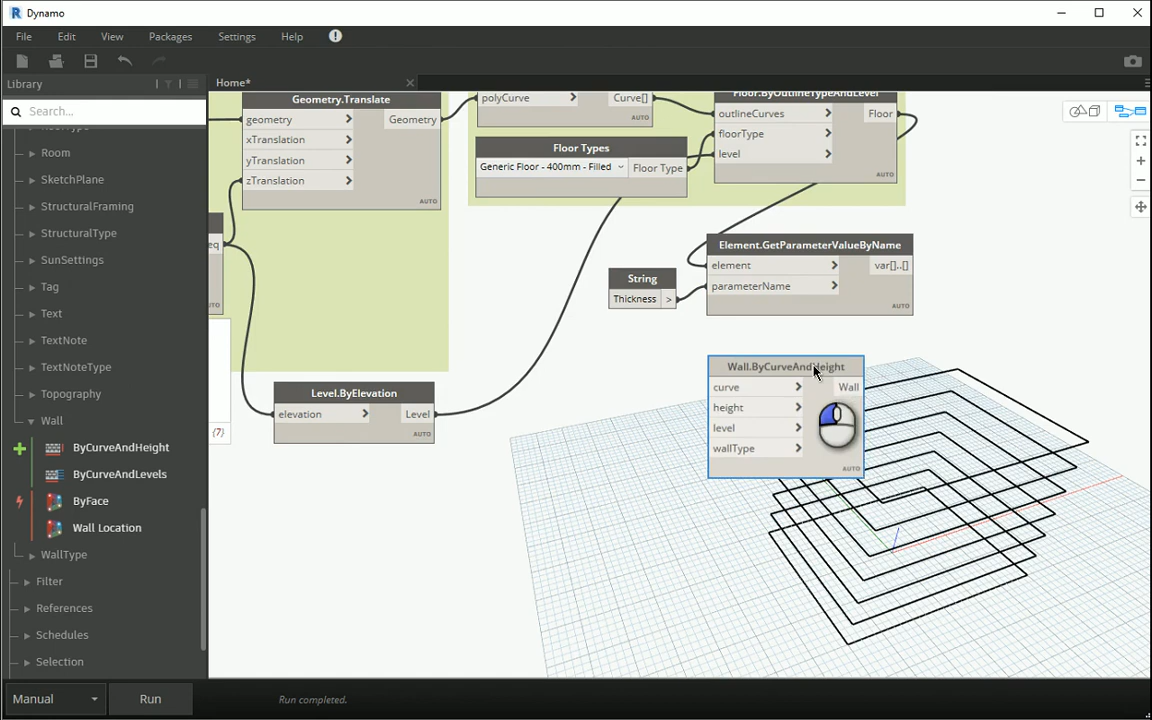 Dynamo
File Edit View Packages Settings Help
Library
Home*
Search...
Room
SketchPlane
StructuralFraming
StructuralType
SunSettings
Tag
Text
TextNote
TextNoteType
Topography
Wall
ByCurveAndHeight
ByCurveAndLevels
ByFace
Wall Location
WallType
Filter
References
Schedules
Selection
Geometry.Translate
geometry > Geometry
xTranslation >
yTranslation >
zTranslation >
AUTO
polyCurve > Curve[]
AUTO
Floor Types
Generic Floor - 400mm - Filled Floor Type
Floor.ByOutlineTypeAndLevel
outlineCurves > Floor
floorType >
level >
AUTO
eq
AUTO
{7}
Level.ByElevation
elevation > Level
AUTO
String
Thickness >
Element.GetParameterValueByName
element > var[]..[]
parameterName >
AUTO
Wall.ByCurveAndHeight
curve > Wall
height >
level >
wallType >
AUTO
Manual Run Run completed.